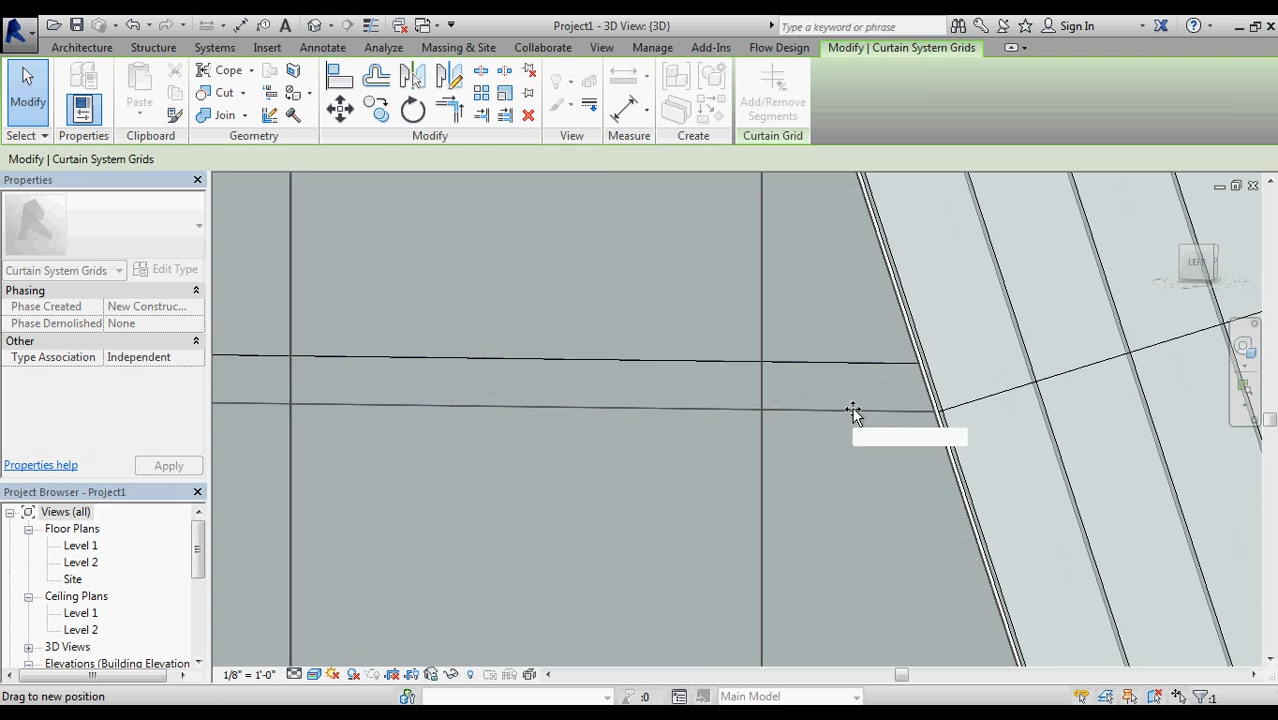 Project1 - 3D View: {3D}
Type a keyword or phrase
Sign In
Architecture Structure Systems Insert Annotate Analyze Massing & Site Collaborate View Manage Add-Ins Flow Design Modify | Curtain System Grids
Modify
Paste
Cope
Cut
Join
Add/Remove
Segments
Select Properties Clipboard Geometry Modify View Measure Create Curtain Grid
Modify | Curtain System Grids
Properties
Curtain System Grids Edit Type
Phasing
Phase Created New Construc...
Phase Demolished None
Other
Type Association Independent
Properties help Apply
Project Browser - Project1
Views (all)
Floor Plans
Level 1
Level 2
Site
Ceiling Plans
Level 1
Level 2
3D Views
Elevations (Building Elevation
LEFT
1/8" = 1'-0"
Drag to new position
:0
Main Model
:1